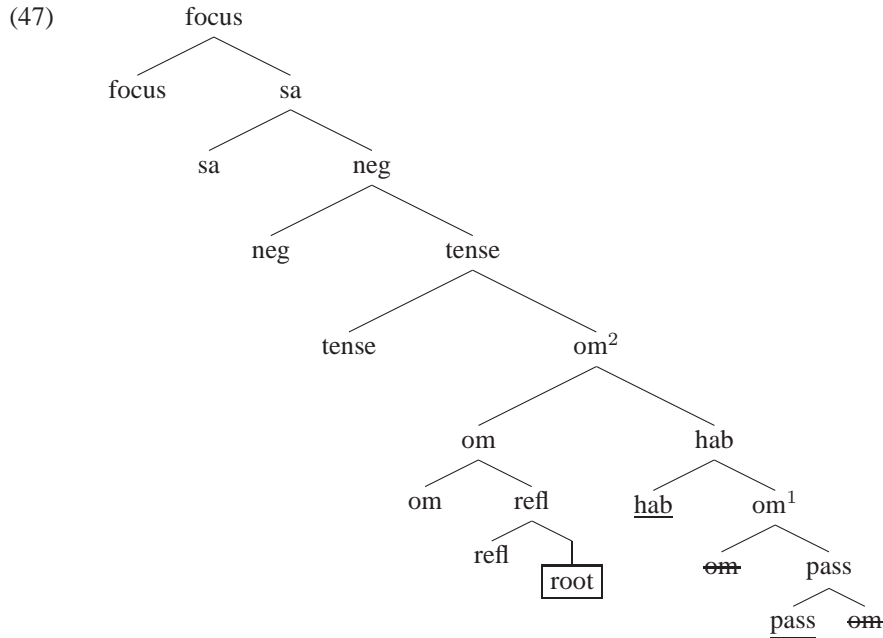 (47) focus
focus sa
sa neg
neg tense
tense om²
om hab
om refl hab om¹
refl root om pass
pass om